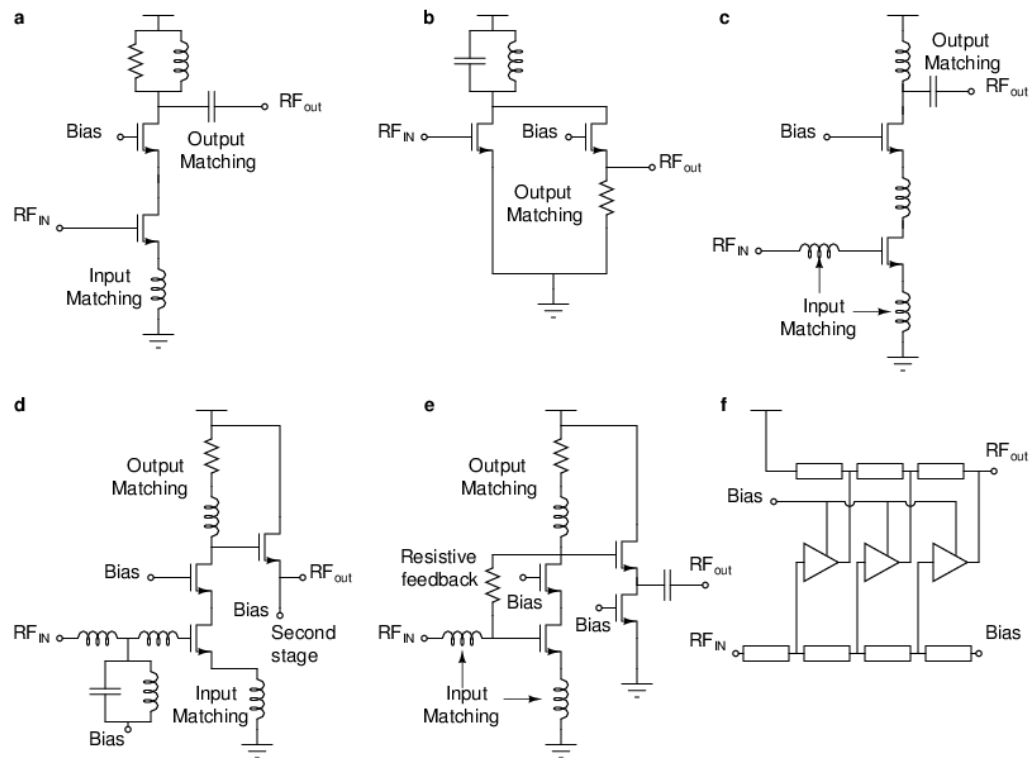 a
Bias
RF_out
Output
Matching
RF_IN
Input
Matching
b
RF_IN
Bias
RF_out
Output
Matching
c
Output
Matching
RF_out
Bias
RF_IN
Input
Matching
d
Output
Matching
Bias
RF_out
Bias
Second
stage
RF_IN
Input
Matching
Bias
e
Output
Matching
Resistive
feedback
Bias
RF_out
Bias
RF_IN
Input
Matching
f
RF_out
Bias
RF_IN
Bias